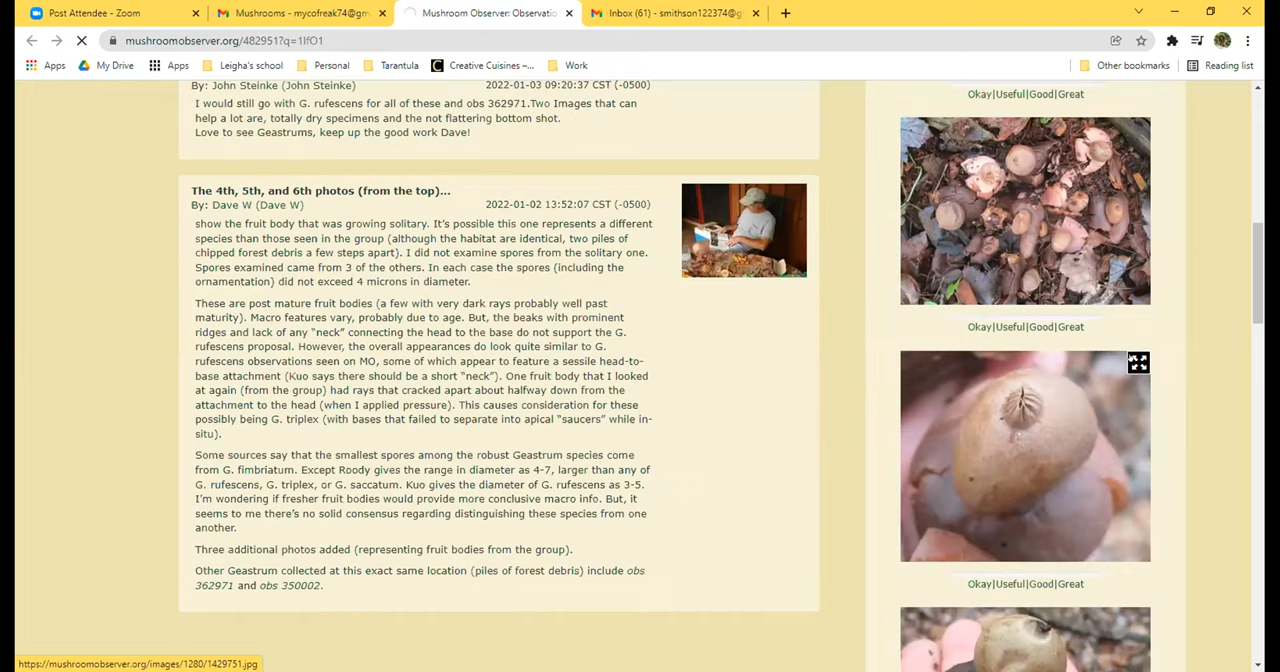 Post Attendee - Zoom
Mushrooms - mycofreak74@gm
Mushroom Observer: Observatio
Inbox (61) - smithson122374@g
mushroomobserver.org/482951?q=1IfO1
Apps
My Drive
Apps
Leigha's school
Personal
Tarantula
Creative Cuisines –...
Work
Other bookmarks
Reading list
By: John Steinke (John Steinke)
2022-01-03 09:20:37 CST (-0500)
I would still go with G. rufescens for all of these and obs 362971.Two Images that can
help a lot are, totally dry specimens and the not flattering bottom shot.
Love to see Geastrums, keep up the good work Dave!
The 4th, 5th, and 6th photos (from the top)...
By: Dave W (Dave W)
2022-01-02 13:52:07 CST (-0500)
show the fruit body that was growing solitary. It's possible this one represents a different
species than those seen in the group (although the habitat are identical, two piles of
chipped forest debris a few steps apart). I did not examine spores from the solitary one.
Spores examined came from 3 of the others. In each case the spores (including the
ornamentation) did not exceed 4 microns in diameter.
These are post mature fruit bodies (a few with very dark rays probably well past
maturity). Macro features vary, probably due to age. But, the beaks with prominent
ridges and lack of any "neck" connecting the head to the base do not support the G.
rufescens proposal. However, the overall appearances do look quite similar to G.
rufescens observations seen on MO, some of which appear to feature a sessile head-to-
base attachment (Kuo says there should be a short "neck"). One fruit body that I looked
at again (from the group) had rays that cracked apart about halfway down from the
attachment to the head (when I applied pressure). This causes consideration for these
possibly being G. triplex (with bases that failed to separate into apical "saucers" while in-
situ).
Some sources say that the smallest spores among the robust Geastrum species come
from G. fimbriatum. Except Roody gives the range in diameter as 4-7, larger than any of
G. rufescens, G. triplex, or G. saccatum. Kuo gives the diameter of G. rufescens as 3-5.
I'm wondering if fresher fruit bodies would provide more conclusive macro info. But, it
seems to me there's no solid consensus regarding distinguishing these species from one
another.
Three additional photos added (representing fruit bodies from the group).
Other Geastrum collected at this exact same location (piles of forest debris) include obs
362971 and obs 350002.
Okay|Useful|Good|Great
Okay|Useful|Good|Great
Okay|Useful|Good|Great
https://mushroomobserver.org/images/1280/1429751.jpg